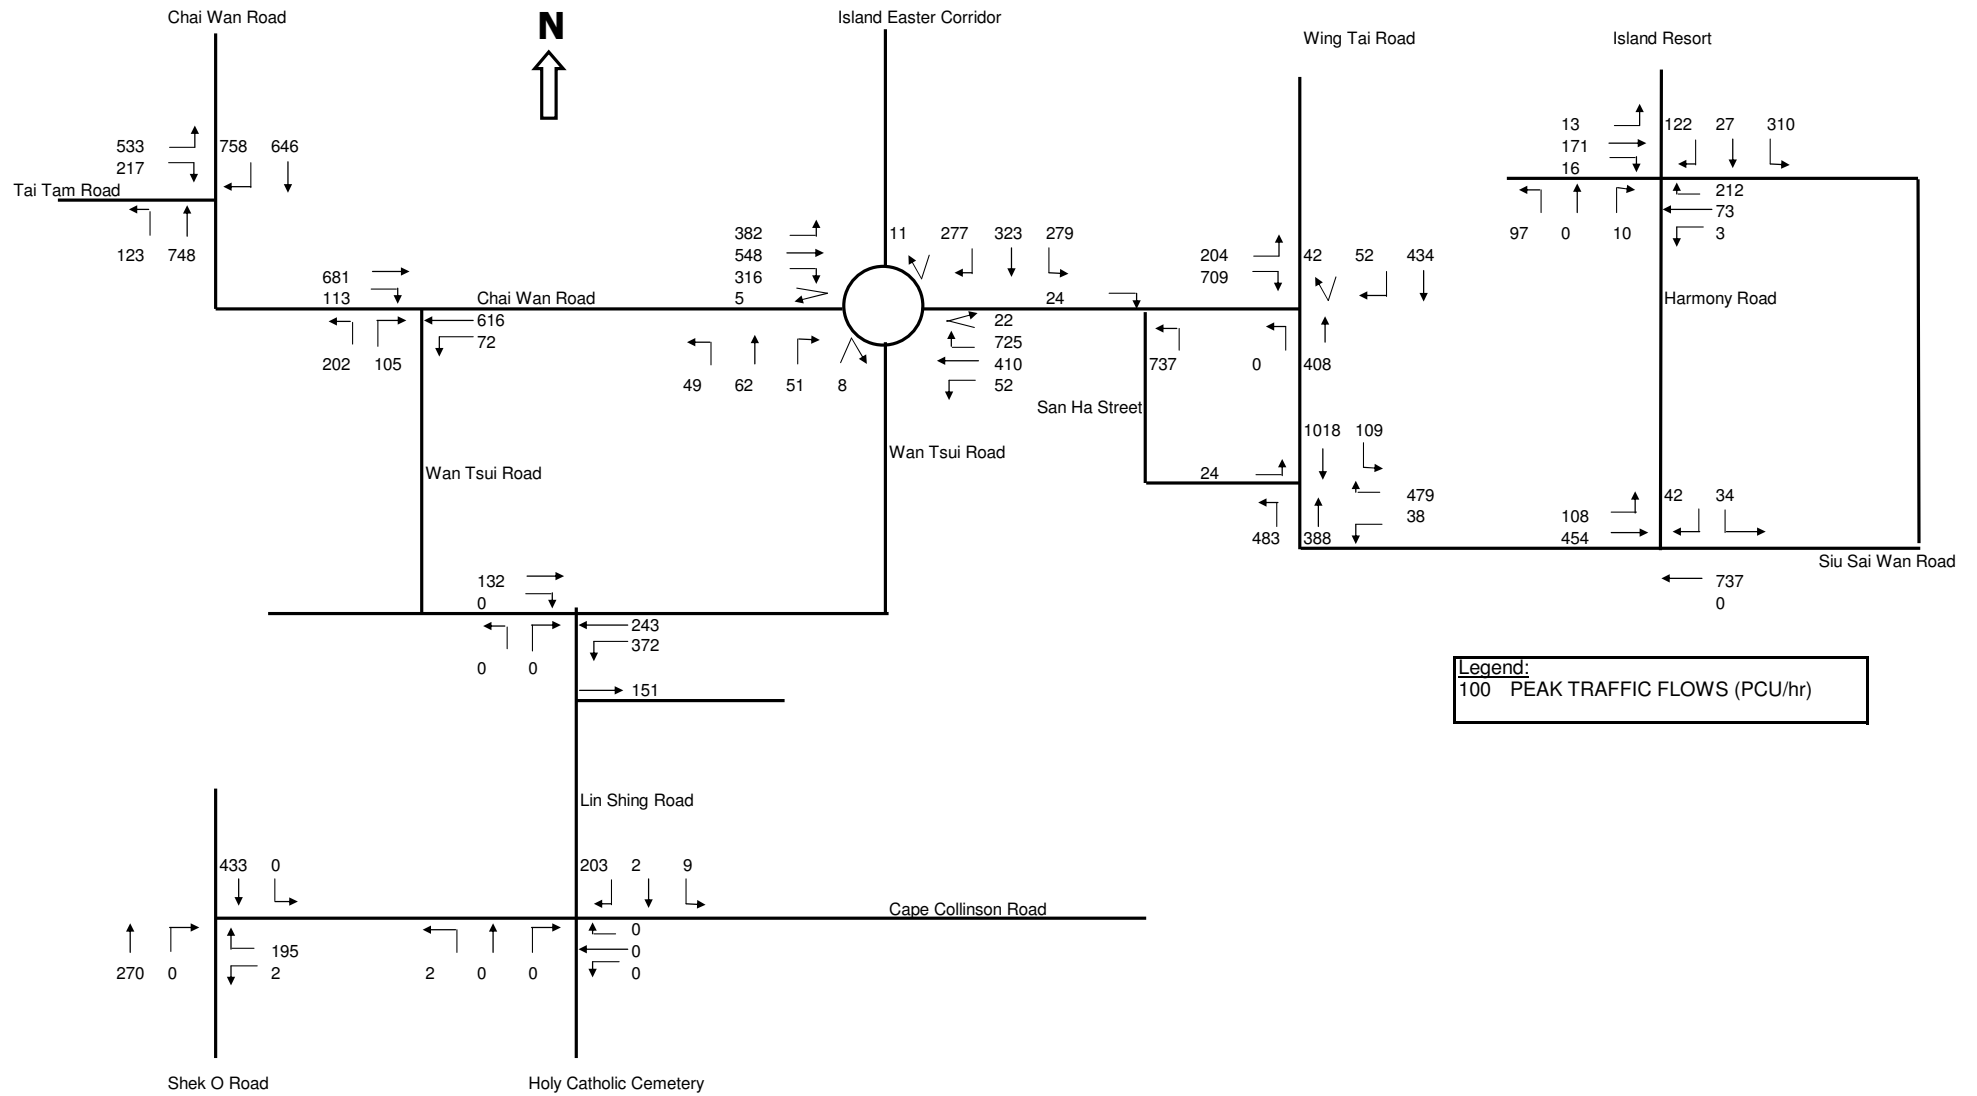 Chai Wan Road
N
Island Easter Corridor
Wing Tai Road
Island Resort
533
217
758 646
Tai Tam Road
123 748
681
113
Chai Wan Road
616
72
202 105
Wan Tsui Road
382
548
316
5
11 277 323 279
22
725
410
52
49 62 51 8
Wan Tsui Road
24
737
San Ha Street
204
709
42 52 434
0 408
1018 109
24
479
38
483 388
13
171
16
122 27 310
212
73
3
97 0 10
Harmony Road
108
454
42 34
Siu Sai Wan Road
737
0
132
0
243
372
0 0
151
Lin Shing Road
Legend:
100 PEAK TRAFFIC FLOWS (PCU/hr)
433 0
195
2
270 0
203 2 9
Cape Collinson Road
0
0
0
2 0 0
Shek O Road
Holy Catholic Cemetery